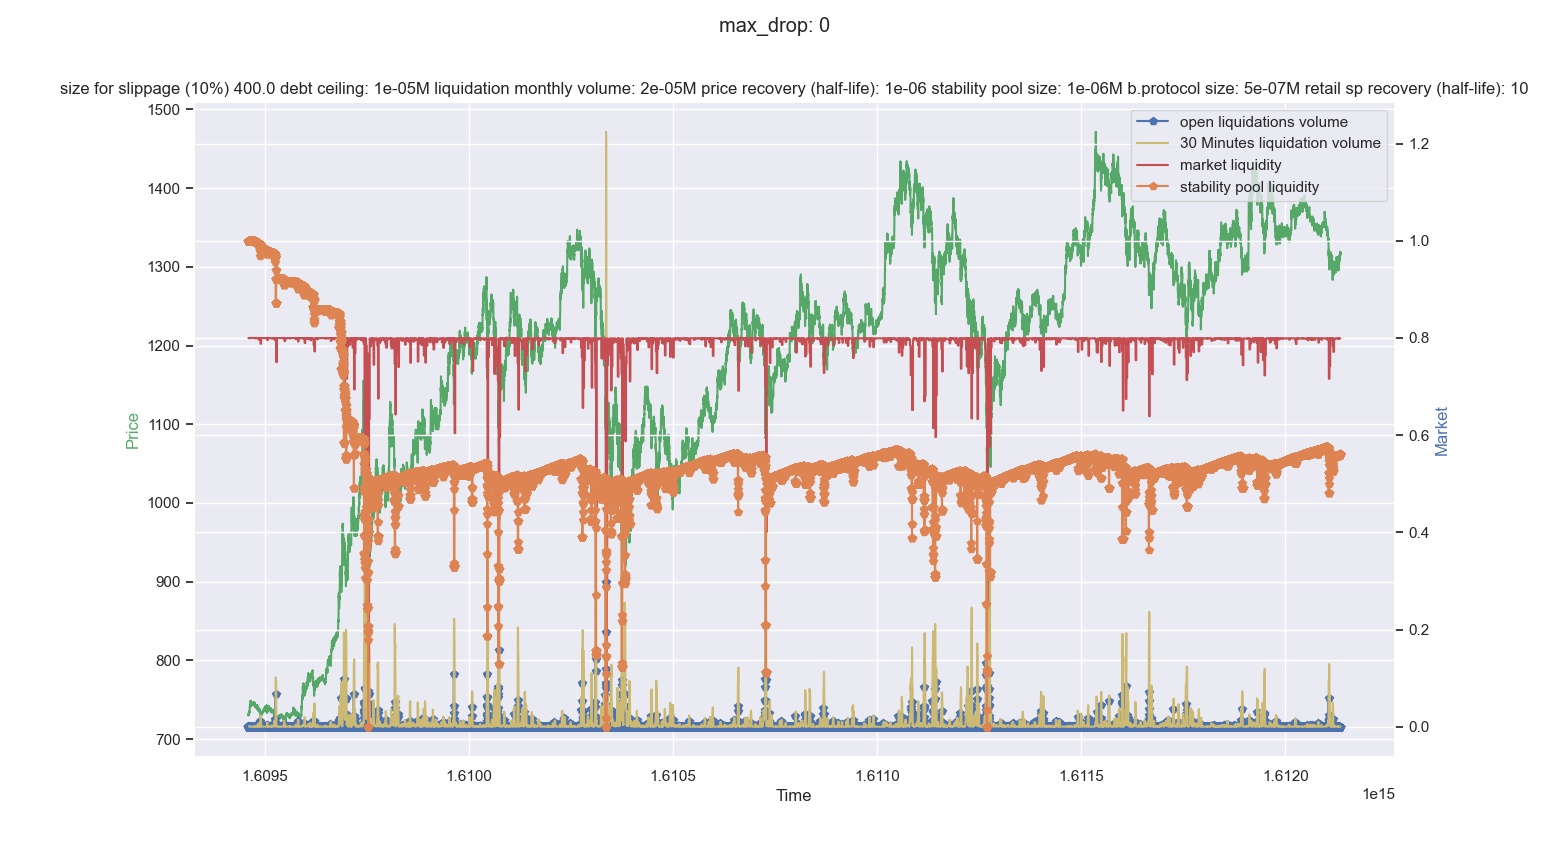 max_drop: 0
size for slippage (10%) 400.0 debt ceiling: 1e-05M liquidation monthly volume: 2e-05M price recovery (half-life): 1e-06 stability pool size: 1e-06M b.protocol size: 5e-07M retail sp recovery (half-life): 10
open liquidations volume
30 Minutes liquidation volume
market liquidity
stability pool liquidity
1500
1400
1300
1200
1100
1000
900
800
700
Price
1.2
1.0
0.8
0.6
0.4
0.2
0.0
Market
1.6095 1.6100 1.6105 1.6110 1.6115 1.6120
Time
1e15